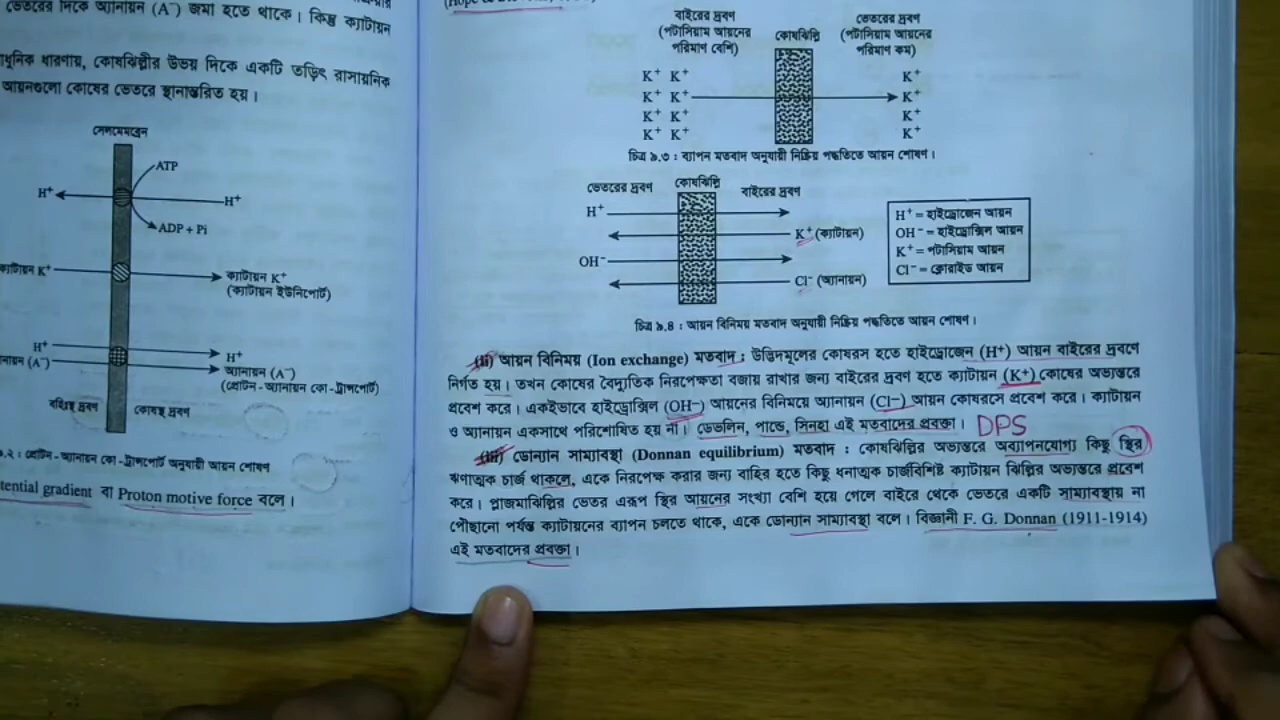 ভেতরের দিকে অ্যানায়ন (A⁻) জমা হতে থাকে। কিন্তু ক্যাটায়ন
ধারণায়, কোষঝিল্লীর উভয় দিকে একটি তড়িৎ রাসায়নিক
আয়নগুলো কোষের ভেতরে স্থানান্তরিত হয়।
সেলমেমব্রেন
ATP
H⁺
H⁺
ADP + Pi
ক্যাটায়ন K⁺
ক্যাটায়ন K⁺
(ক্যাটায়ন ইউনিপোর্ট)
H⁺
H⁺
(A⁻)
অ্যানায়ন (A⁻)
(প্রোটন-অ্যানায়ন কো-ট্রান্সপোর্ট)
বহিঃস্থ দ্রবণ
কোষস্থ দ্রবণ
প্রোটন-অ্যানায়ন কো-ট্রান্সপোর্ট অনুযায়ী আয়ন শোষণ
gradient বা Proton motive force বলে।
বাইরের দ্রবণ
(পটাসিয়াম আয়নের
পরিমাণ বেশি)
কোষঝিল্লি
ভেতরের দ্রবণ
(পটাসিয়াম আয়নের
পরিমাণ কম)
K⁺ K⁺ K⁺
K⁺ K⁺ K⁺
K⁺ K⁺ K⁺
K⁺ K⁺ K⁺
চিত্র ৯.৩ : ব্যাপন মতবাদ অনুযায়ী নিষ্ক্রিয় পদ্ধতিতে আয়ন শোষণ।
ভেতরের দ্রবণ
কোষঝিল্লি
বাইরের দ্রবণ
H⁺
K⁺ (ক্যাটায়ন)
OH⁻
Cl⁻ (অ্যানায়ন)
H⁺ = হাইড্রোজেন আয়ন
OH⁻ = হাইড্রোক্সিল আয়ন
K⁺ = পটাসিয়াম আয়ন
Cl⁻ = ক্লোরাইড আয়ন
চিত্র ৯.৪ : আয়ন বিনিময় মতবাদ অনুযায়ী নিষ্ক্রিয় পদ্ধতিতে আয়ন শোষণ।
(ii) আয়ন বিনিময় (Ion exchange) মতবাদ : উদ্ভিদমূলের কোষরস হতে হাইড্রোজেন (H⁺) আয়ন বাইরের দ্রবণে
নির্গত হয়। তখন কোষের বৈদ্যুতিক নিরপেক্ষতা বজায় রাখার জন্য বাইরের দ্রবণ হতে ক্যাটায়ন (K⁺) কোষের অভ্যন্তরে
প্রবেশ করে। একইভাবে হাইড্রোক্সিল (OH⁻) আয়নের বিনিময়ে অ্যানায়ন (Cl⁻) আয়ন কোষরসে প্রবেশ করে। ক্যাটায়ন
ও অ্যানায়ন একসাথে পরিশোষিত হয় না। ডেভলিন, পান্ডে, সিনহা এই মতবাদের প্রবক্তা। DPS
(iii) ডোন্যান সাম্যাবস্থা (Donnan equilibrium) মতবাদ : কোষঝিল্লির অভ্যন্তরে অব্যাপনযোগ্য কিছু স্থির
ঋণাত্মক চার্জ থাকলে, একে নিরপেক্ষ করার জন্য বাহির হতে কিছু ধনাত্মক চার্জবিশিষ্ট ক্যাটায়ন ঝিল্লির অভ্যন্তরে প্রবেশ
করে। প্লাজমাঝিল্লির ভেতর এরূপ স্থির আয়নের সংখ্যা বেশি হয়ে গেলে বাইরে থেকে ভেতরে একটি সাম্যাবস্থায় না
পৌছানো পর্যন্ত ক্যাটায়নের ব্যাপন চলতে থাকে, একে ডোন্যান সাম্যাবস্থা বলে। বিজ্ঞানী F. G. Donnan (1911-1914)
এই মতবাদের প্রবক্তা।